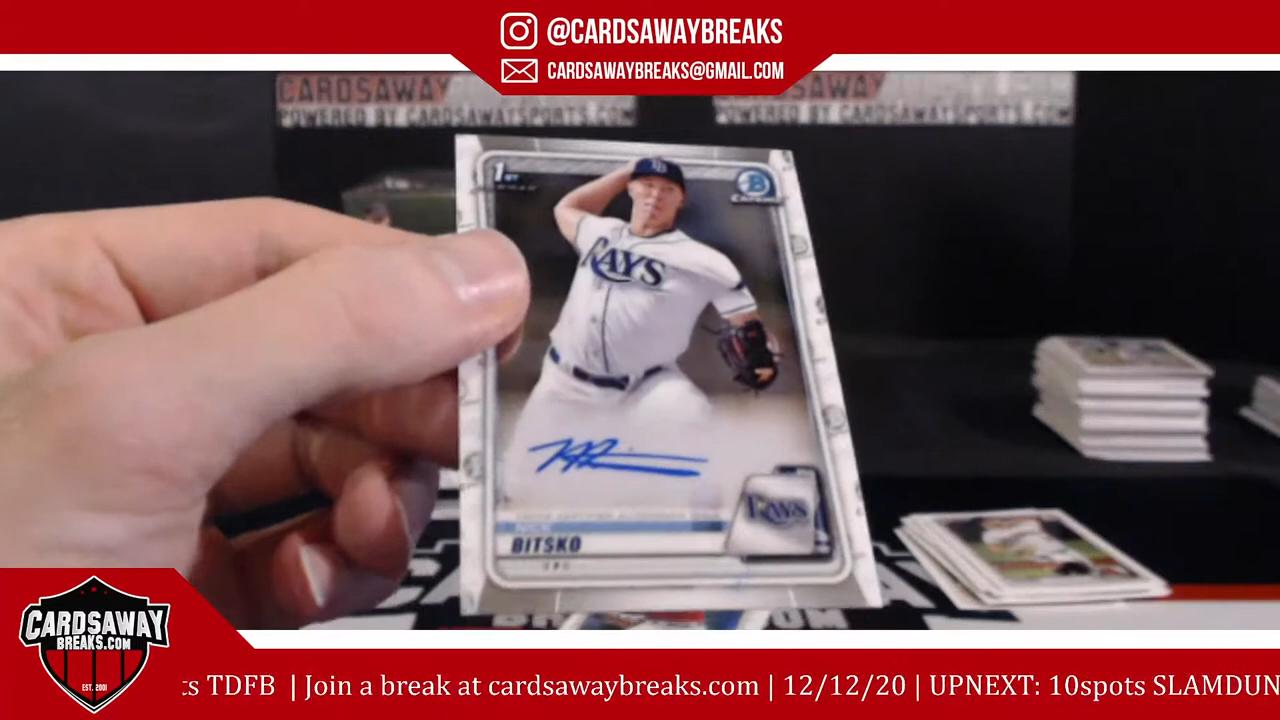 @CARDSAWAYBREAKS
CARDSAWAYBREAKS@GMAIL.COM
CARDSAWAY
POWERED BY CARDSAWAYSPORTS.COM
POWERED BY CARDSAWAYSPORTS.COM
1ST
B
RAYS
NICK
BITSKO
RAYS
CARDSAWAY
BREAKS.COM
EST. 2001
ts TDFB | Join a break at cardsawaybreaks.com | 12/12/20 | UPNEXT: 10spots SLAMDUN